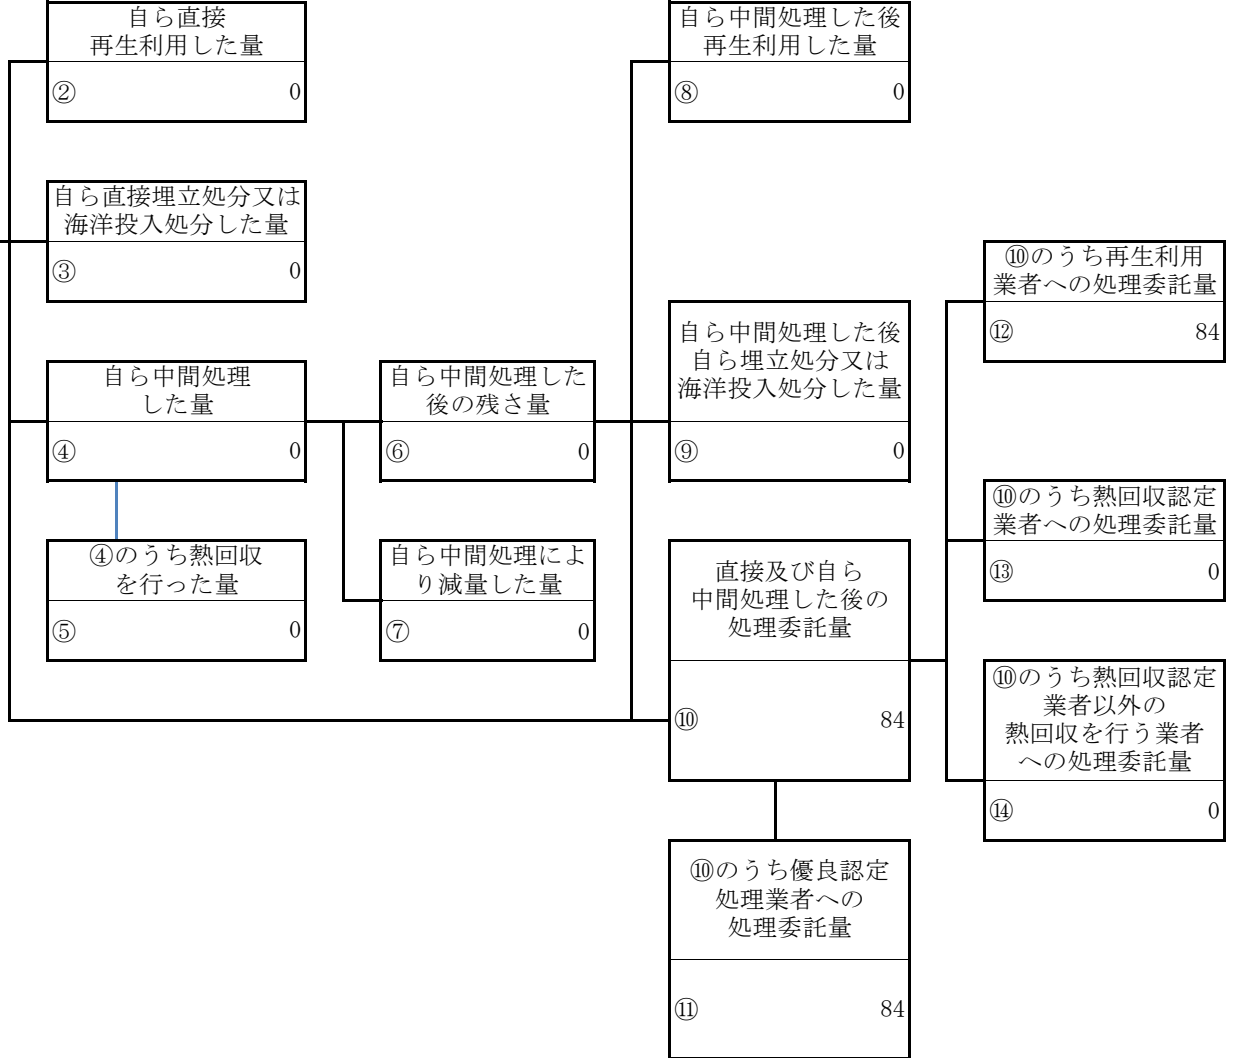 自ら直接
再生利用した量
② 0
自ら直接埋立処分又は
海洋投入処分した量
③ 0
自ら中間処理
した量
④ 0
④のうち熱回収
を行った量
⑤ 0
自ら中間処理した
後の残さ量
⑥ 0
自ら中間処理によ
り減量した量
⑦ 0
自ら中間処理した後
再生利用した量
⑧ 0
自ら中間処理した後
自ら埋立処分又は
海洋投入処分した量
⑨ 0
直接及び自ら
中間処理した後の
処理委託量
⑩ 84
⑩のうち優良認定
処理業者への
処理委託量
⑪ 84
⑩のうち再生利用
業者への処理委託量
⑫ 84
⑩のうち熱回収認定
業者への処理委託量
⑬ 0
⑩のうち熱回収認定
業者以外の
熱回収を行う業者
への処理委託量
⑭ 0